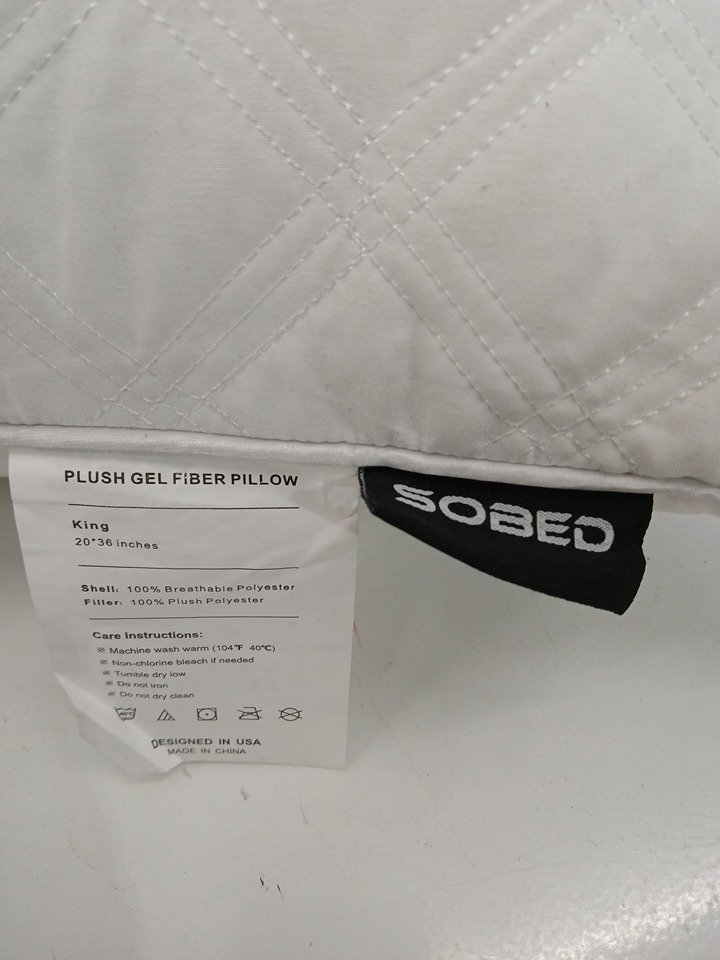 PLUSH GEL FIBER PILLOW
King
20*36 inches
Shell: 100% Breathable Polyester
Filler: 100% Plush Polyester
Care Instructions:
※ Machine wash warm (104℉ 40℃)
※ Non-chlorine bleach if needed
※ Tumble dry low
※ Do not iron
※ Do not dry clean
DESIGNED IN USA
MADE IN CHINA
SOBED